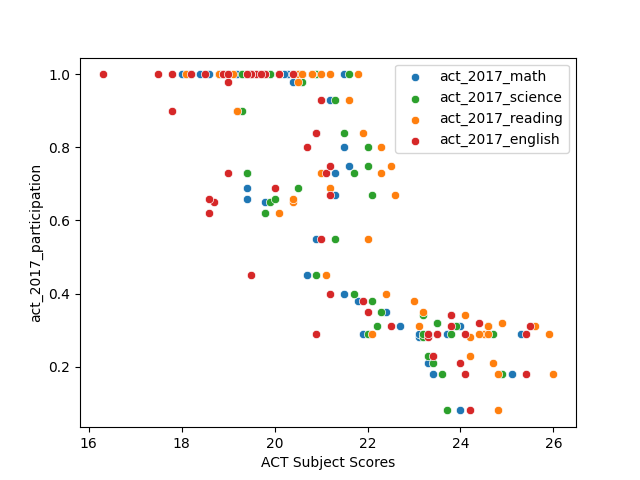 act_2017_math
act_2017_science
act_2017_reading
act_2017_english
1.0
0.8
0.6
0.4
0.2
act_2017_participation
16 18 20 22 24 26
ACT Subject Scores